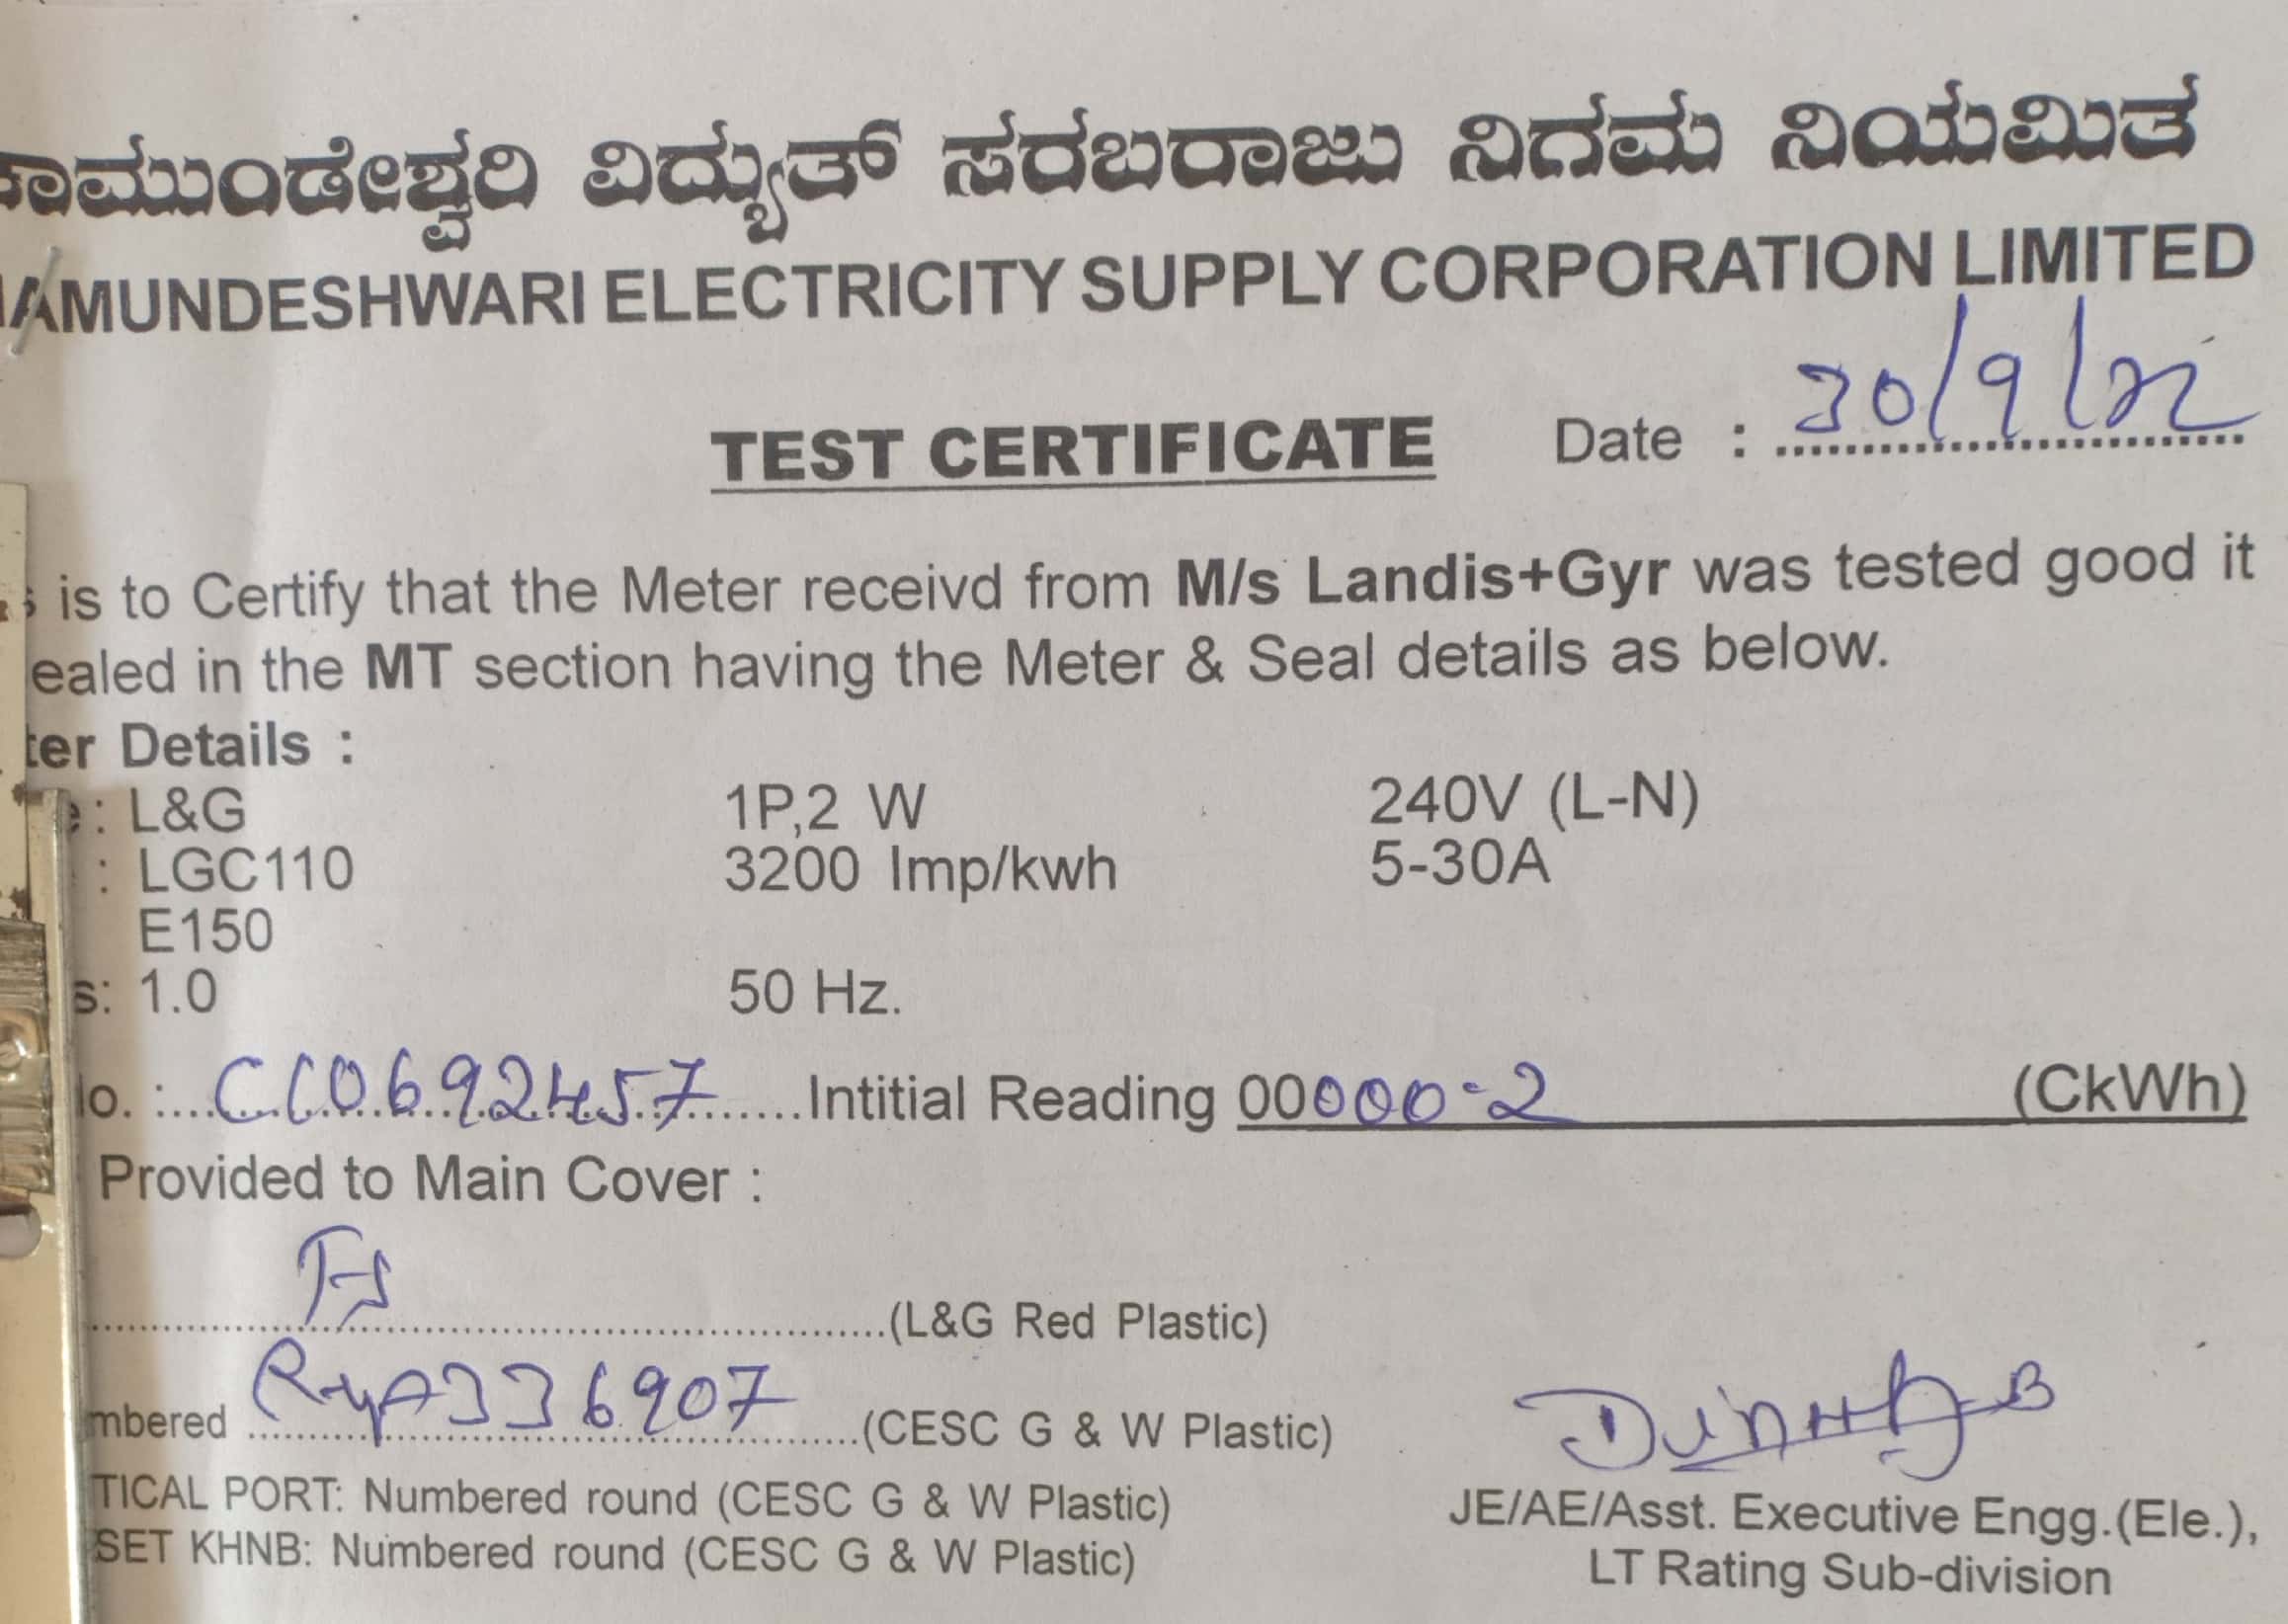 ಚಾಮುಂಡೇಶ್ವರಿ ವಿದ್ಯುತ್ ಸರಬರಾಜು ನಿಗಮ ನಿಯಮಿತ
AMUNDESHWARI ELECTRICITY SUPPLY CORPORATION LIMITED
TEST CERTIFICATE Date : 30/9/22
s is to Certify that the Meter receivd from M/s Landis+Gyr was tested good it
ealed in the MT section having the Meter & Seal details as below.
ter Details :
e : L&G 1P,2 W 240V (L-N)
: LGC110 3200 Imp/kwh 5-30A
E150
s: 1.0 50 Hz.
lo. : CC0692457 Intitial Reading 00000-2 (CkWh)
Provided to Main Cover :
(L&G Red Plastic)
mbered 336907 (CESC G & W Plastic)
TICAL PORT: Numbered round (CESC G & W Plastic)
SET KHNB: Numbered round (CESC G & W Plastic)
JE/AE/Asst. Executive Engg.(Ele.),
LT Rating Sub-division